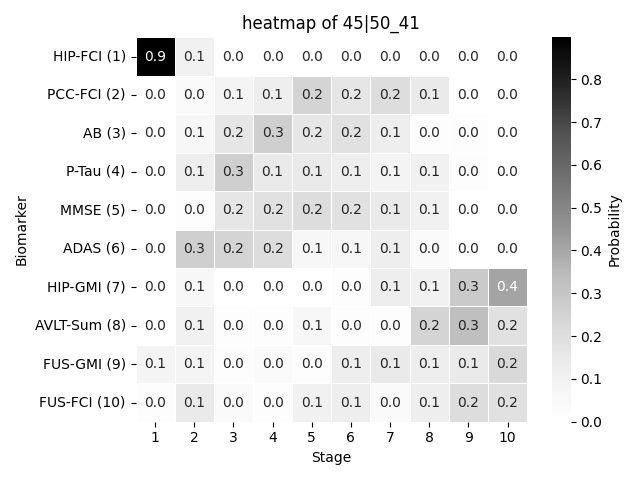 heatmap of 45|50_41
HIP-FCI (1) 0.9 0.1 0.0 0.0 0.0 0.0 0.0 0.0 0.0 0.0
PCC-FCI (2) 0.0 0.0 0.1 0.1 0.2 0.2 0.2 0.1 0.0 0.0
AB (3) 0.0 0.1 0.2 0.3 0.2 0.2 0.1 0.0 0.0 0.0
P-Tau (4) 0.0 0.1 0.3 0.1 0.1 0.1 0.1 0.1 0.0 0.0
MMSE (5) 0.0 0.0 0.2 0.2 0.2 0.2 0.1 0.1 0.0 0.0
ADAS (6) 0.0 0.3 0.2 0.2 0.1 0.1 0.1 0.0 0.0 0.0
HIP-GMI (7) 0.0 0.1 0.0 0.0 0.0 0.0 0.1 0.1 0.3 0.4
AVLT-Sum (8) 0.0 0.1 0.0 0.0 0.1 0.0 0.0 0.2 0.3 0.2
FUS-GMI (9) 0.1 0.1 0.0 0.0 0.0 0.1 0.1 0.1 0.1 0.2
FUS-FCI (10) 0.0 0.1 0.0 0.0 0.1 0.1 0.0 0.1 0.2 0.2
1 2 3 4 5 6 7 8 9 10
Stage
Biomarker
0.8
0.7
0.6
0.5
0.4
0.3
0.2
0.1
0.0
Probability